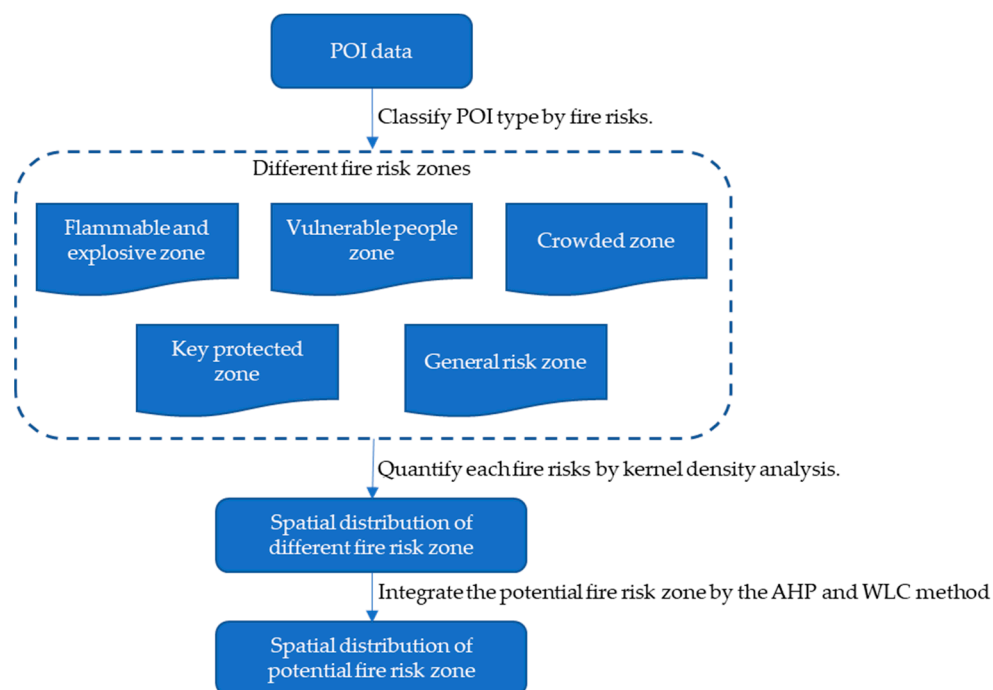 POI data
Classify POI type by fire risks.
Different fire risk zones
Flammable and
explosive zone
Vulnerable people
zone
Crowded zone
Key protected
zone
General risk zone
Quantify each fire risks by kernel density analysis.
Spatial distribution of
different fire risk zone
Integrate the potential fire risk zone by the AHP and WLC method
Spatial distribution of
potential fire risk zone